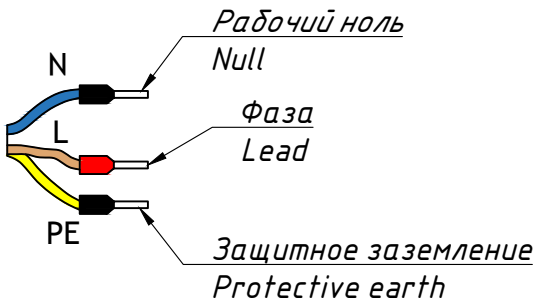 Рабочий ноль
Null
N
Фаза
Lead
L
PE
Защитное заземление
Protective earth